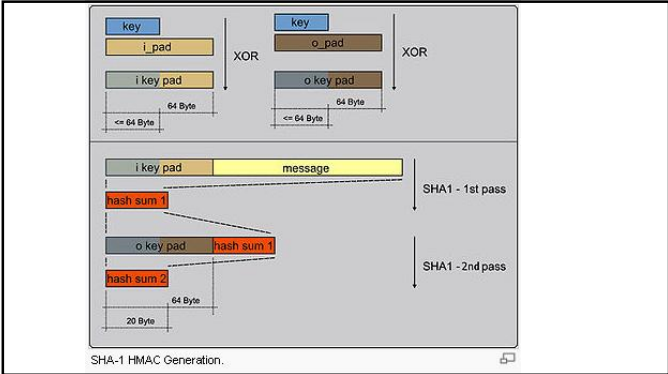 key
i_pad
XOR
i key pad
64 Byte
<= 64 Byte
key
o_pad
XOR
o key pad
64 Byte
<= 64 Byte
i key pad message
SHA1 - 1st pass
hash sum 1
o key pad hash sum 1
SHA1 - 2nd pass
hash sum 2
64 Byte
20 Byte
SHA-1 HMAC Generation.